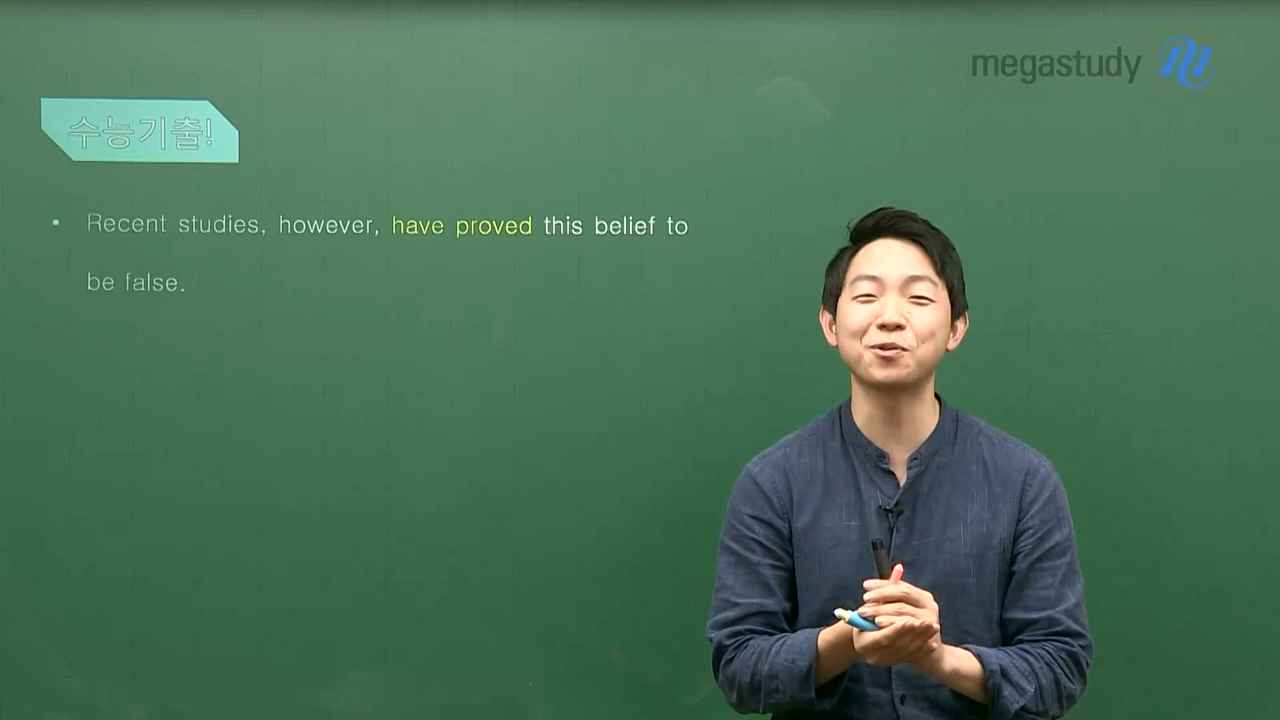 megastudy
수능기출!
• Recent studies, however, have proved this belief to
be false.